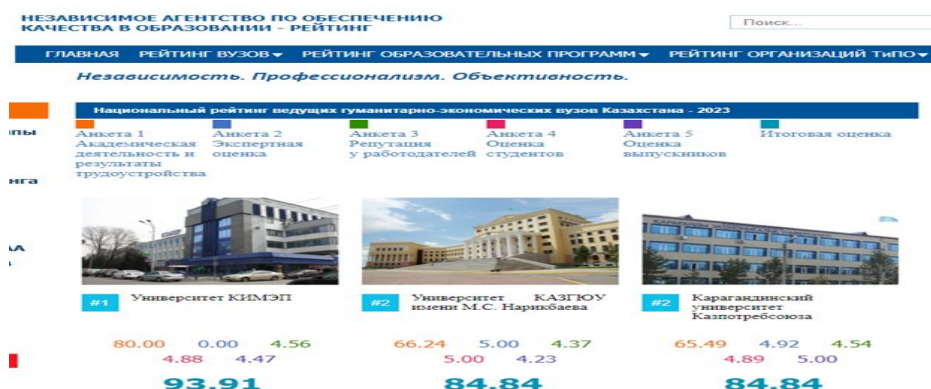 НЕЗАВИСИМОЕ АГЕНТСТВО ПО ОБЕСПЕЧЕНИЮ
КАЧЕСТВА В ОБРАЗОВАНИИ - РЕЙТИНГ
Поиск...
ГЛАВНАЯ РЕЙТИНГ ВУЗОВ РЕЙТИНГ ОБРАЗОВАТЕЛЬНЫХ ПРОГРАММ РЕЙТИНГ ОРГАНИЗАЦИЙ ТиПО
Независимость. Профессионализм. Объективность.
Национальный рейтинг ведущих гуманитарно-экономических вузов Казахстана - 2023
Анкета 1
Академическая
деятельность и
результаты
трудоустройства
Анкета 2
Экспертная
оценка
Анкета 3
Репутация
у работодателей
Анкета 4
Оценка
студентов
Анкета 5
Оценка
выпускников
Итоговая оценка
#1 Университет КИМЭП
80.00 0.00 4.56
4.88 4.47
93.91
#2 Университет КАЗГЮУ
имени М.С. Нарикбаева
66.24 5.00 4.37
5.00 4.23
84.84
#2 Карагандинский
университет
Казпотребсоюза
65.49 4.92 4.54
4.89 5.00
84.84